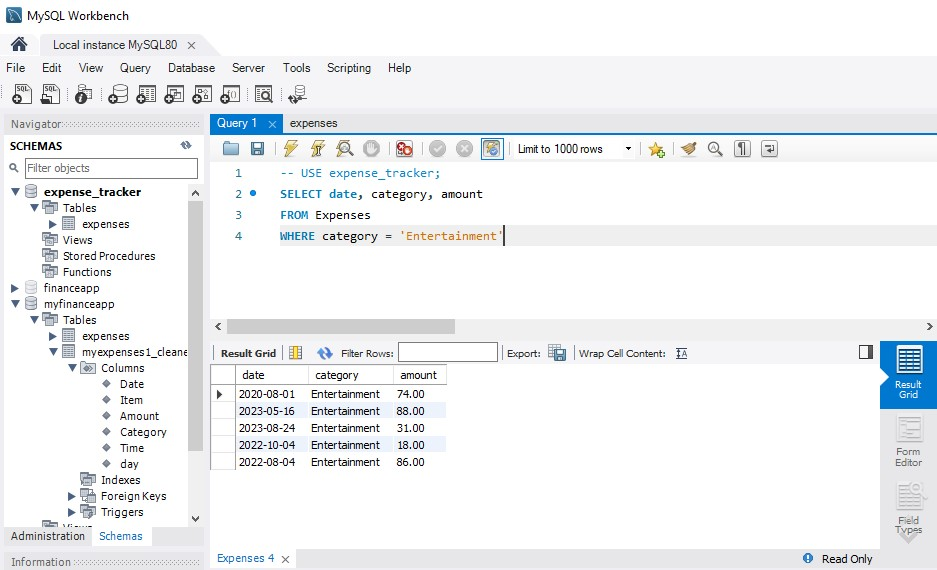 MySQL Workbench
Local instance MySQL80
File Edit View Query Database Server Tools Scripting Help
Navigator
SCHEMAS
Filter objects
expense_tracker
Tables
expenses
Views
Stored Procedures
Functions
financeapp
myfinanceapp
Tables
expenses
myexpenses1_cleane
Columns
Date
Item
Amount
Category
Time
day
Indexes
Foreign Keys
Triggers
Administration Schemas
Information
Query 1 expenses
Limit to 1000 rows
1 -- USE expense_tracker;
2 SELECT date, category, amount
3 FROM Expenses
4 WHERE category = 'Entertainment'
Result Grid Filter Rows: Export: Wrap Cell Content:
date category amount
2020-08-01 Entertainment 74.00
2023-05-16 Entertainment 88.00
2023-08-24 Entertainment 31.00
2022-10-04 Entertainment 18.00
2022-08-04 Entertainment 86.00
Result
Grid
Form
Editor
Field
Types
Expenses 4 Read Only